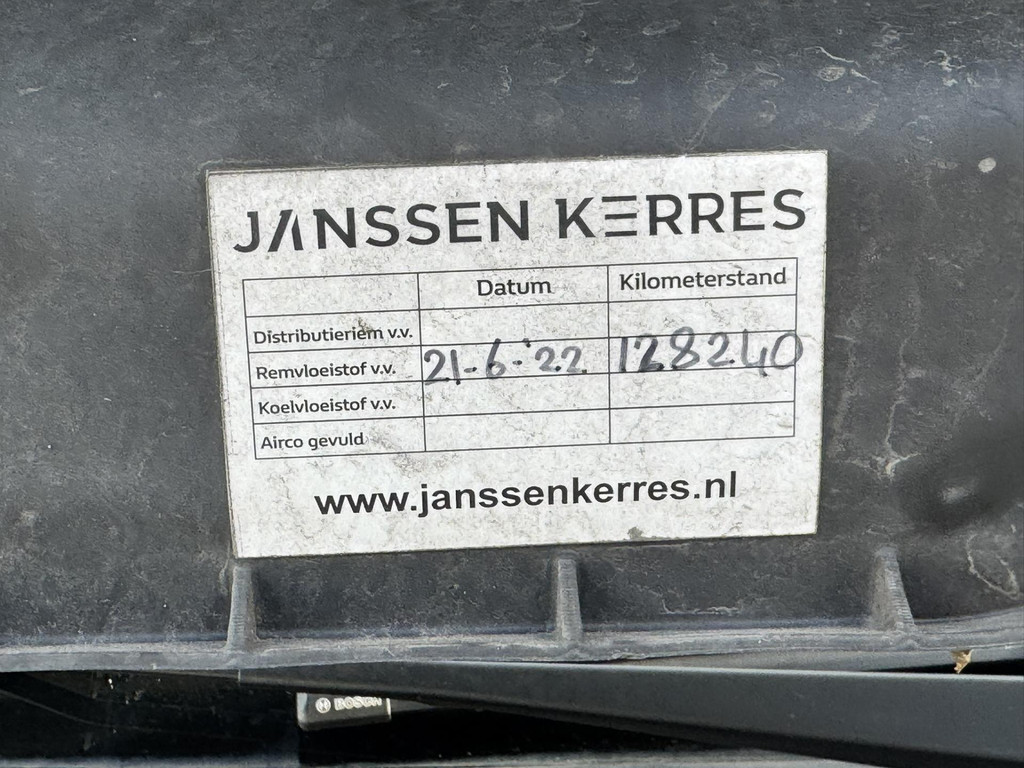 JANSSEN KERRES
Datum Kilometerstand
Distributieriem v.v.
Remvloeistof v.v. 21-6-'22 128240
Koelvloeistof v.v.
Airco gevuld
www.janssenkerres.nl
BOSCH